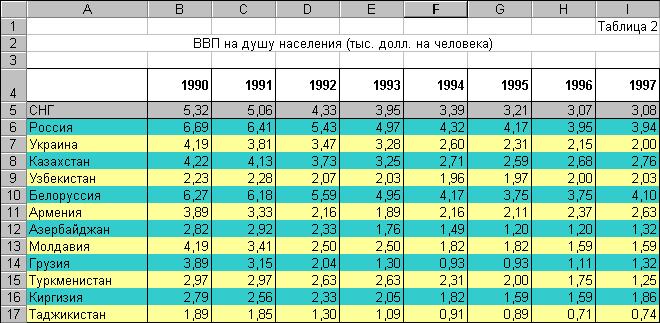 A B C D E F G H I
1 Таблица 2
2 ВВП на душу населения (тыс. долл. на человека)
3
4 1990 1991 1992 1993 1994 1995 1996 1997
5 СНГ 5,32 5,06 4,33 3,95 3,39 3,21 3,07 3,08
6 Россия 6,69 6,41 5,43 4,97 4,32 4,17 3,95 3,94
7 Украина 4,19 3,81 3,47 3,28 2,60 2,31 2,15 2,00
8 Казахстан 4,22 4,13 3,73 3,25 2,71 2,59 2,68 2,76
9 Узбекистан 2,23 2,28 2,07 2,03 1,96 1,97 2,00 2,03
10 Белоруссия 6,27 6,18 5,59 4,95 4,17 3,75 3,75 4,10
11 Армения 3,89 3,33 2,16 1,89 2,16 2,11 2,37 2,63
12 Азербайджан 2,82 2,92 2,33 1,76 1,49 1,20 1,20 1,32
13 Молдавия 4,19 3,41 2,50 2,50 1,82 1,82 1,59 1,59
14 Грузия 3,89 3,15 2,04 1,30 0,93 0,93 1,11 1,32
15 Туркменистан 2,97 2,97 2,63 2,63 2,31 2,00 1,75 1,25
16 Киргизия 2,79 2,56 2,33 2,05 1,82 1,59 1,59 1,86
17 Таджикистан 1,89 1,85 1,30 1,09 0,91 0,89 0,71 0,74